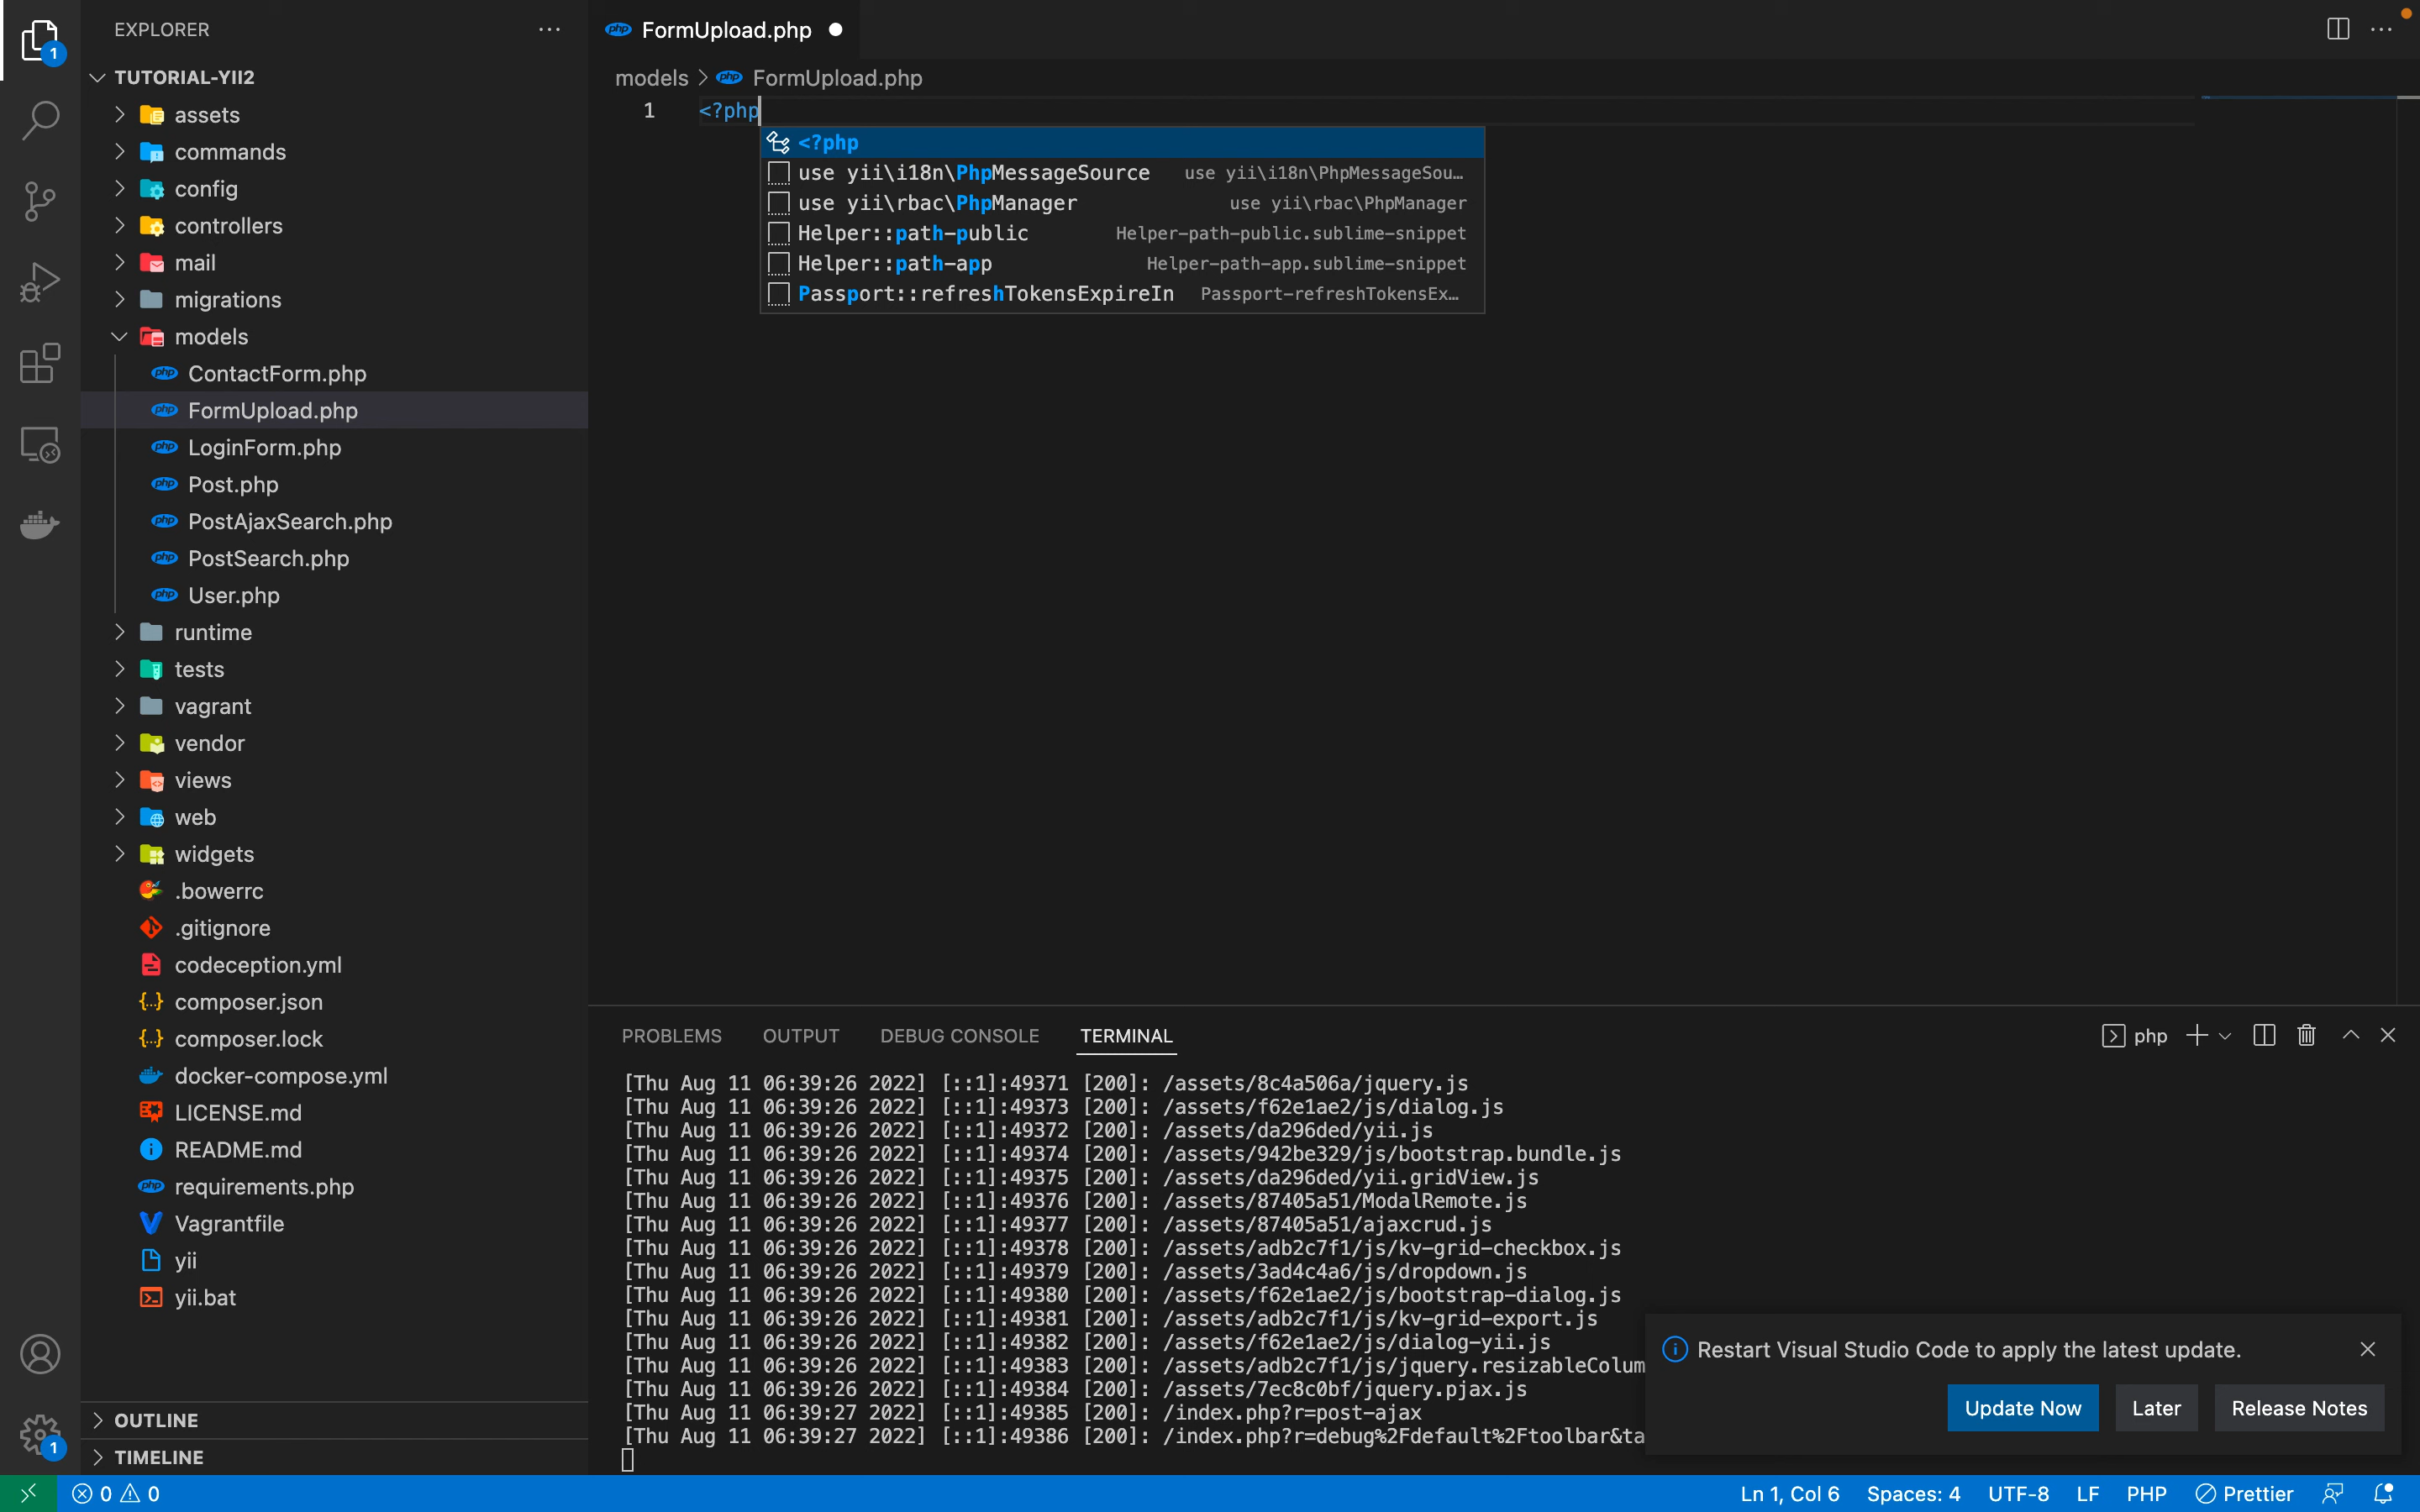 1
EXPLORER
TUTORIAL-YII2
assets
commands
config
controllers
mail
migrations
models
php ContactForm.php
php FormUpload.php
php LoginForm.php
php Post.php
php PostAjaxSearch.php
php PostSearch.php
php User.php
runtime
tests
vagrant
vendor
views
web
widgets
.bowerrc
.gitignore
codeception.yml
{..} composer.json
{..} composer.lock
docker-compose.yml
LICENSE.md
README.md
php requirements.php
Vagrantfile
yii
yii.bat
OUTLINE
1
TIMELINE
php FormUpload.php
models > php FormUpload.php
1 <?php
<?php
use yii\i18n\PhpMessageSource use yii\i18n\PhpMessageSou…
use yii\rbac\PhpManager use yii\rbac\PhpManager
Helper::path-public Helper-path-public.sublime-snippet
Helper::path-app Helper-path-app.sublime-snippet
Passport::refreshTokensExpireIn Passport-refreshTokensEx…
PROBLEMS OUTPUT DEBUG CONSOLE TERMINAL php
[Thu Aug 11 06:39:26 2022] [::1]:49371 [200]: /assets/8c4a506a/jquery.js
[Thu Aug 11 06:39:26 2022] [::1]:49373 [200]: /assets/f62e1ae2/js/dialog.js
[Thu Aug 11 06:39:26 2022] [::1]:49372 [200]: /assets/da296ded/yii.js
[Thu Aug 11 06:39:26 2022] [::1]:49374 [200]: /assets/942be329/js/bootstrap.bundle.js
[Thu Aug 11 06:39:26 2022] [::1]:49375 [200]: /assets/da296ded/yii.gridView.js
[Thu Aug 11 06:39:26 2022] [::1]:49376 [200]: /assets/87405a51/ModalRemote.js
[Thu Aug 11 06:39:26 2022] [::1]:49377 [200]: /assets/87405a51/ajaxcrud.js
[Thu Aug 11 06:39:26 2022] [::1]:49378 [200]: /assets/adb2c7f1/js/kv-grid-checkbox.js
[Thu Aug 11 06:39:26 2022] [::1]:49379 [200]: /assets/3ad4c4a6/js/dropdown.js
[Thu Aug 11 06:39:26 2022] [::1]:49380 [200]: /assets/f62e1ae2/js/bootstrap-dialog.js
[Thu Aug 11 06:39:26 2022] [::1]:49381 [200]: /assets/adb2c7f1/js/kv-grid-export.js
[Thu Aug 11 06:39:26 2022] [::1]:49382 [200]: /assets/f62e1ae2/js/dialog-yii.js
[Thu Aug 11 06:39:26 2022] [::1]:49383 [200]: /assets/adb2c7f1/js/jquery.resizableColum
[Thu Aug 11 06:39:26 2022] [::1]:49384 [200]: /assets/7ec8c0bf/jquery.pjax.js
[Thu Aug 11 06:39:27 2022] [::1]:49385 [200]: /index.php?r=post-ajax
[Thu Aug 11 06:39:27 2022] [::1]:49386 [200]: /index.php?r=debug%2Fdefault%2Ftoolbar&ta
Restart Visual Studio Code to apply the latest update.
Update Now Later Release Notes
0 0 Ln 1, Col 6 Spaces: 4 UTF-8 LF PHP Prettier